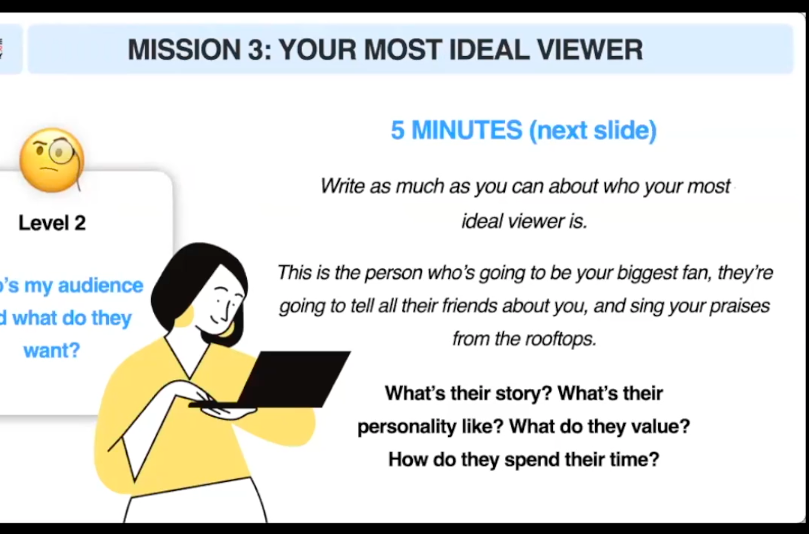 MISSION 3: YOUR MOST IDEAL VIEWER
5 MINUTES (next slide)
Write as much as you can about who your most
ideal viewer is.
This is the person who's going to be your biggest fan, they're
going to tell all their friends about you, and sing your praises
from the rooftops.
What's their story? What's their
personality like? What do they value?
How do they spend their time?
Level 2
's my audience
d what do they
want?